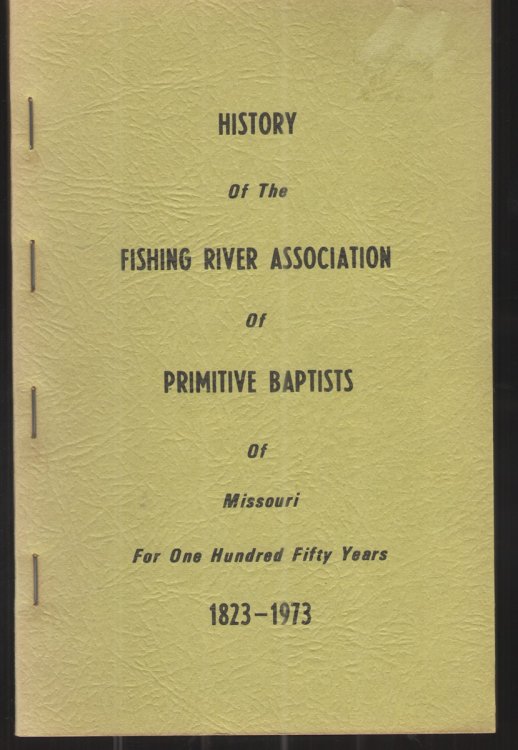 HISTORY
Of The
FISHING RIVER ASSOCIATION
Of
PRIMITIVE BAPTISTS
Of
Missouri
For One Hundred Fifty Years
1823-1973